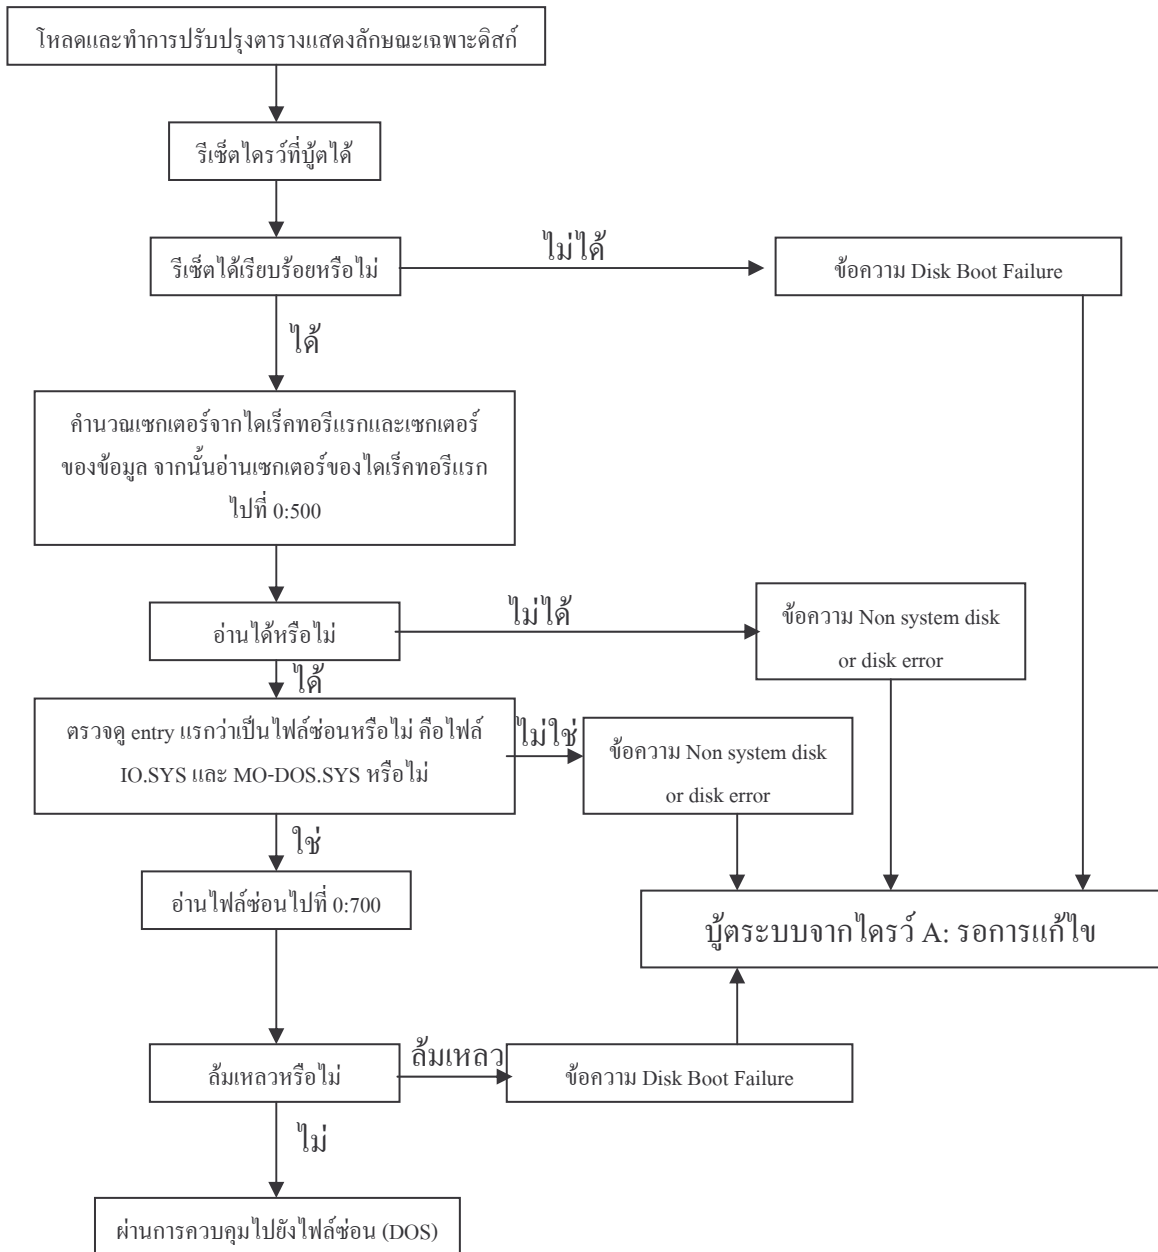 โหลดและทำการปรับปรุงตารางแสดงลักษณะเฉพาะดิสก์
รีเซ็ตไดรว์ที่บู้ตได้
รีเซ็ตได้เรียบร้อยหรือไม่
ไม่ได้
ข้อความ Disk Boot Failure
ได้
คำนวณเซกเตอร์จากไดเร็คทอรีแรกและเซกเตอร์
ของข้อมูล จากนั้นอ่านเซกเตอร์ของไดเร็คทอรีแรก
ไปที่ 0:500
อ่านได้หรือไม่
ไม่ได้
ข้อความ Non system disk
or disk error
ได้
ตรวจดู entry แรกว่าเป็นไฟล์ซ่อนหรือไม่ คือไฟล์
IO.SYS และ MO-DOS.SYS หรือไม่
ไม่ใช่
ข้อความ Non system disk
or disk error
ใช่
อ่านไฟล์ซ่อนไปที่ 0:700
บู้ตระบบจากไดรว์ A: รอการแก้ไข
ล้มเหลวหรือไม่
ล้มเหลว
ข้อความ Disk Boot Failure
ไม่
ผ่านการควบคุมไปยังไฟล์ซ่อน (DOS)